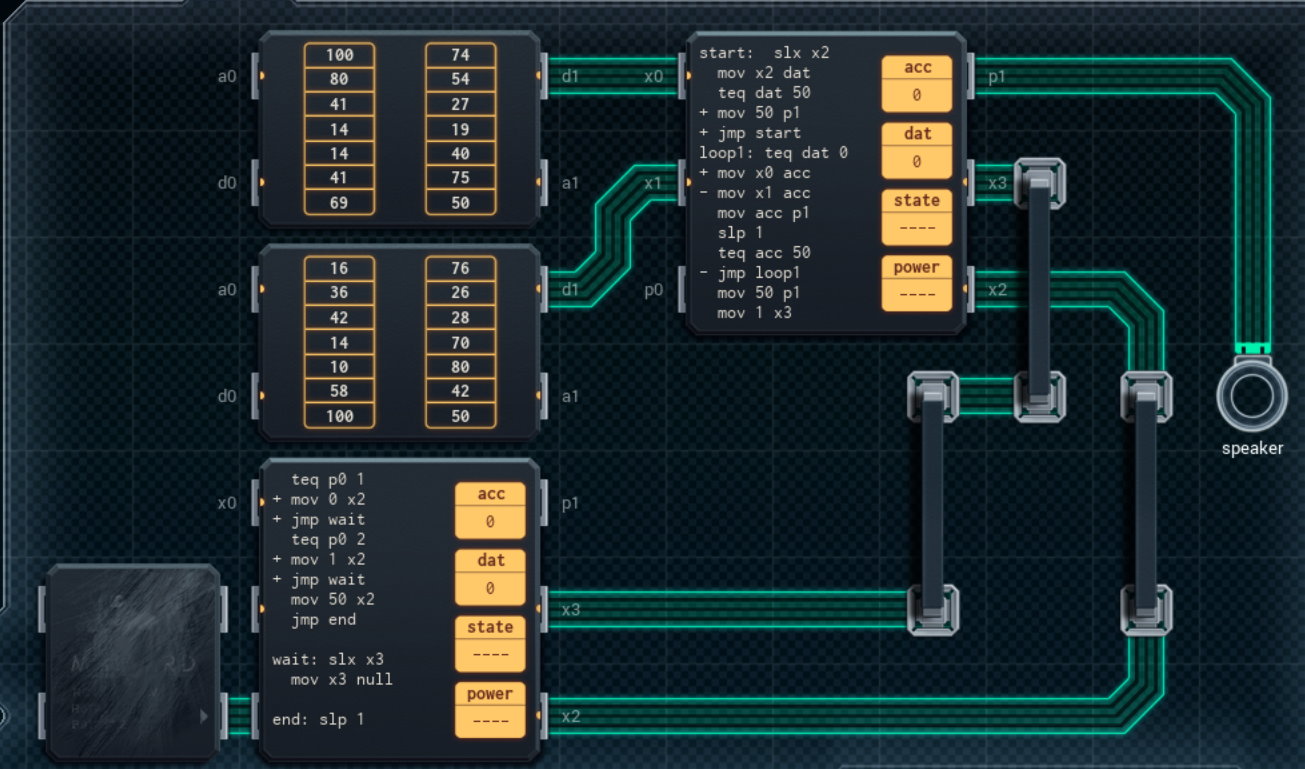 a0
100 74
80 54
41 27
14 19
14 40
41 75
69 50
d1
d0
a1
a0
16 76
36 26
42 28
14 70
10 80
58 42
100 50
d1
d0
a1
x0
x1
p0
start: slx x2
mov x2 dat
teq dat 50
+ mov 50 p1
+ jmp start
loop1: teq dat 0
+ mov x0 acc
- mov x1 acc
mov acc p1
slp 1
teq acc 50
- jmp loop1
mov 50 p1
mov 1 x3
acc
0
dat
0
state
----
power
----
p1
x3
x2
speaker
x0
teq p0 1
+ mov 0 x2
+ jmp wait
teq p0 2
+ mov 1 x2
+ jmp wait
mov 50 x2
jmp end
wait: slx x3
mov x3 null
end: slp 1
acc
0
dat
0
state
----
power
----
p1
x3
x2